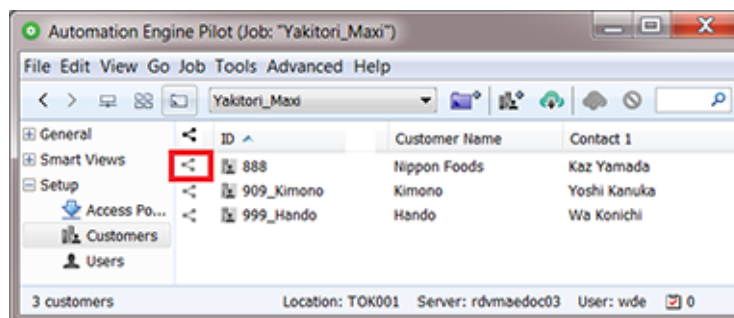 Automation Engine Pilot (Job: "Yakitori_Maxi")
File Edit View Go Job Tools Advanced Help
Yakitori_Maxi
General
Smart Views
Setup
Access Po...
Customers
Users
ID Customer Name Contact 1
888 Nippon Foods Kaz Yamada
909_Kimono Kimono Yoshi Kanuka
999_Hando Hando Wa Konichi
3 customers Location: TOK001 Server: rdvmaedoc03 User: wde 0